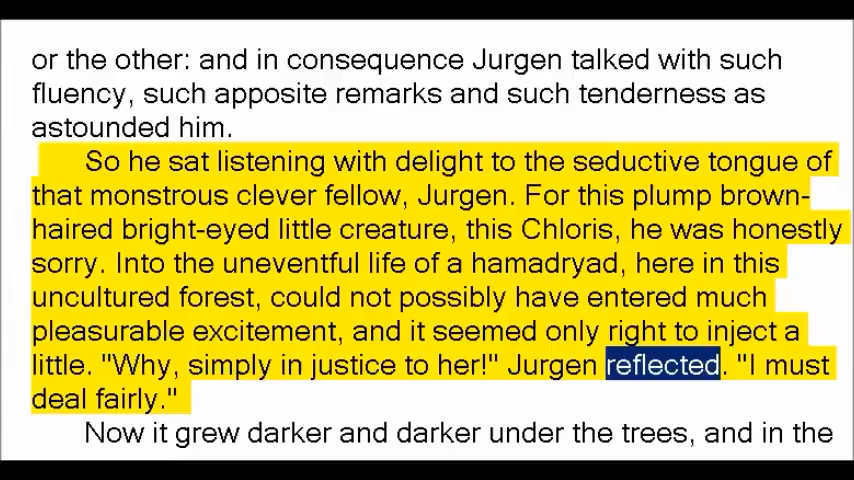 or the other: and in consequence Jurgen talked with such
fluency, such apposite remarks and such tenderness as
astounded him.
So he sat listening with delight to the seductive tongue of
that monstrous clever fellow, Jurgen. For this plump brown-
haired bright-eyed little creature, this Chloris, he was honestly
sorry. Into the uneventful life of a hamadryad, here in this
uncultured forest, could not possibly have entered much
pleasurable excitement, and it seemed only right to inject a
little. "Why, simply in justice to her!" Jurgen reflected. "I must
deal fairly."
Now it grew darker and darker under the trees, and in the